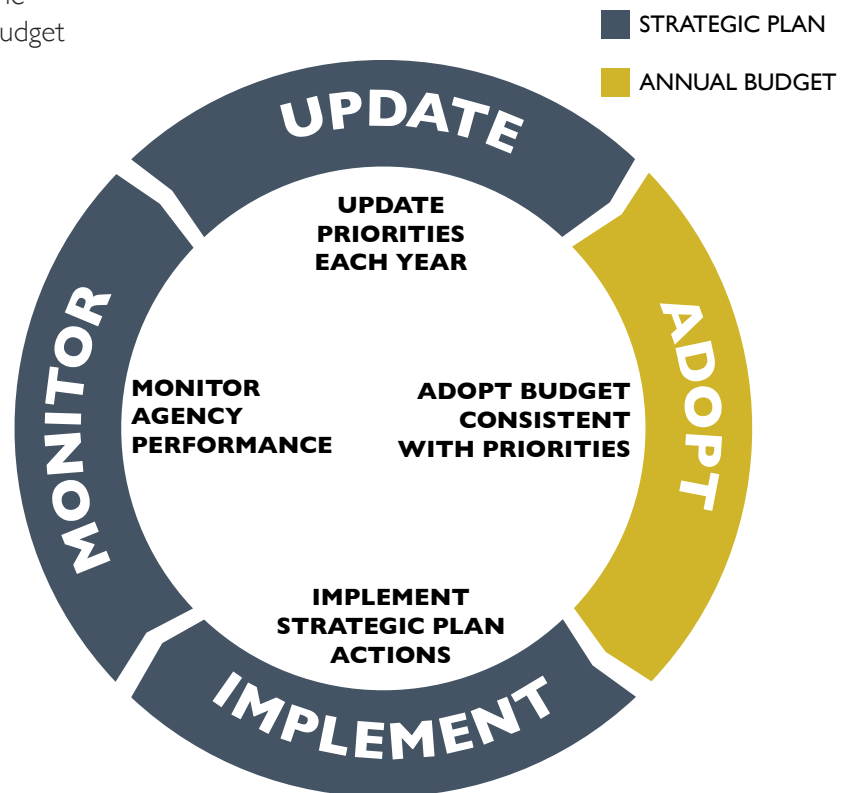 udget
STRATEGIC PLAN
ANNUAL BUDGET
UPDATE
UPDATE
PRIORITIES
EACH YEAR
ADOPT
ADOPT BUDGET
CONSISTENT
WITH PRIORITIES
IMPLEMENT
STRATEGIC PLAN
ACTIONS
IMPLEMENT
MONITOR
MONITOR
AGENCY
PERFORMANCE